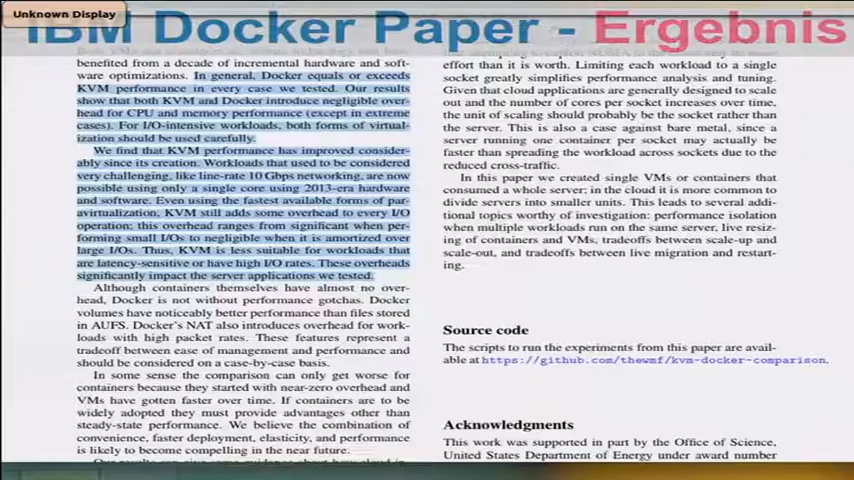 Unknown Display
IBM Docker Paper - Ergebnis
benefited from a decade of incremental hardware and soft-
ware optimizations. In general, Docker equals or exceeds
KVM performance in every case we tested. Our results
show that both KVM and Docker introduce negligible over-
head for CPU and memory performance (except in extreme
cases). For I/O-intensive workloads, both forms of virtual-
ization should be used carefully.
We find that KVM performance has improved consider-
ably since its creation. Workloads that used to be considered
very challenging, like line-rate 10 Gbps networking, are now
possible using only a single core using 2013-era hardware
and software. Even using the fastest available forms of par-
avirtualization, KVM still adds some overhead to every I/O
operation; this overhead ranges from significant when per-
forming small I/Os to negligible when it is amortized over
large I/Os. Thus, KVM is less suitable for workloads that
are latency-sensitive or have high I/O rates. These overheads
significantly impact the server applications we tested.
Although containers themselves have almost no over-
head, Docker is not without performance gotchas. Docker
volumes have noticeably better performance than files stored
in AUFS. Docker's NAT also introduces overhead for work-
loads with high packet rates. These features represent a
tradeoff between ease of management and performance and
should be considered on a case-by-case basis.
In some sense the comparison can only get worse for
containers because they started with near-zero overhead and
VMs have gotten faster over time. If containers are to be
widely adopted they must provide advantages other than
steady-state performance. We believe the combination of
convenience, faster deployment, elasticity, and performance
is likely to become compelling in the near future.
effort than it is worth. Limiting each workload to a single
socket greatly simplifies performance analysis and tuning.
Given that cloud applications are generally designed to scale
out and the number of cores per socket increases over time,
the unit of scaling should probably be the socket rather than
the server. This is also a case against bare metal, since a
server running one container per socket may actually be
faster than spreading the workload across sockets due to the
reduced cross-traffic.
In this paper we created single VMs or containers that
consumed a whole server; in the cloud it is more common to
divide servers into smaller units. This leads to several addi-
tional topics worthy of investigation: performance isolation
when multiple workloads run on the same server, live resiz-
ing of containers and VMs, tradeoffs between scale-up and
scale-out, and tradeoffs between live migration and restart-
ing.
Source code
The scripts to run the experiments from this paper are avail-
able at https://github.com/thewmf/kvm-docker-comparison.
Acknowledgments
This work was supported in part by the Office of Science,
United States Department of Energy under award number